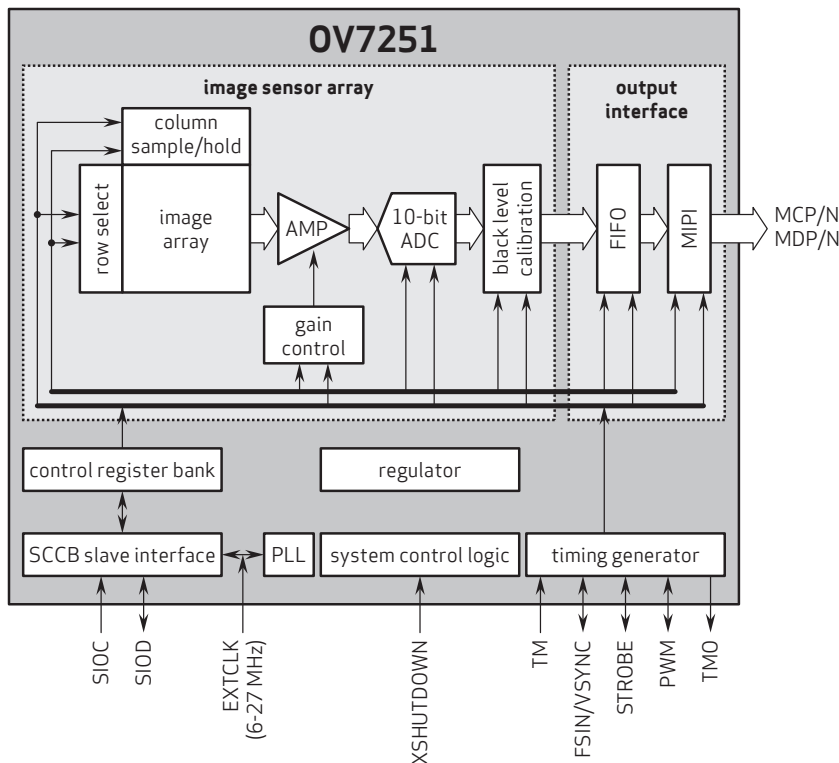 OV7251
image sensor array
output
interface
column
sample/hold
row select
image
array
AMP
10-bit
ADC
black level
calibration
FIFO
MIPI
MCP/N
MDP/N
gain
control
control register bank
regulator
SCCB slave interface
PLL
system control logic
timing generator
SIOC
SIOD
EXTCLK
(6-27 MHz)
XSHUTDOWN
TM
FSIN/VSYNC
STROBE
PWM
TMO